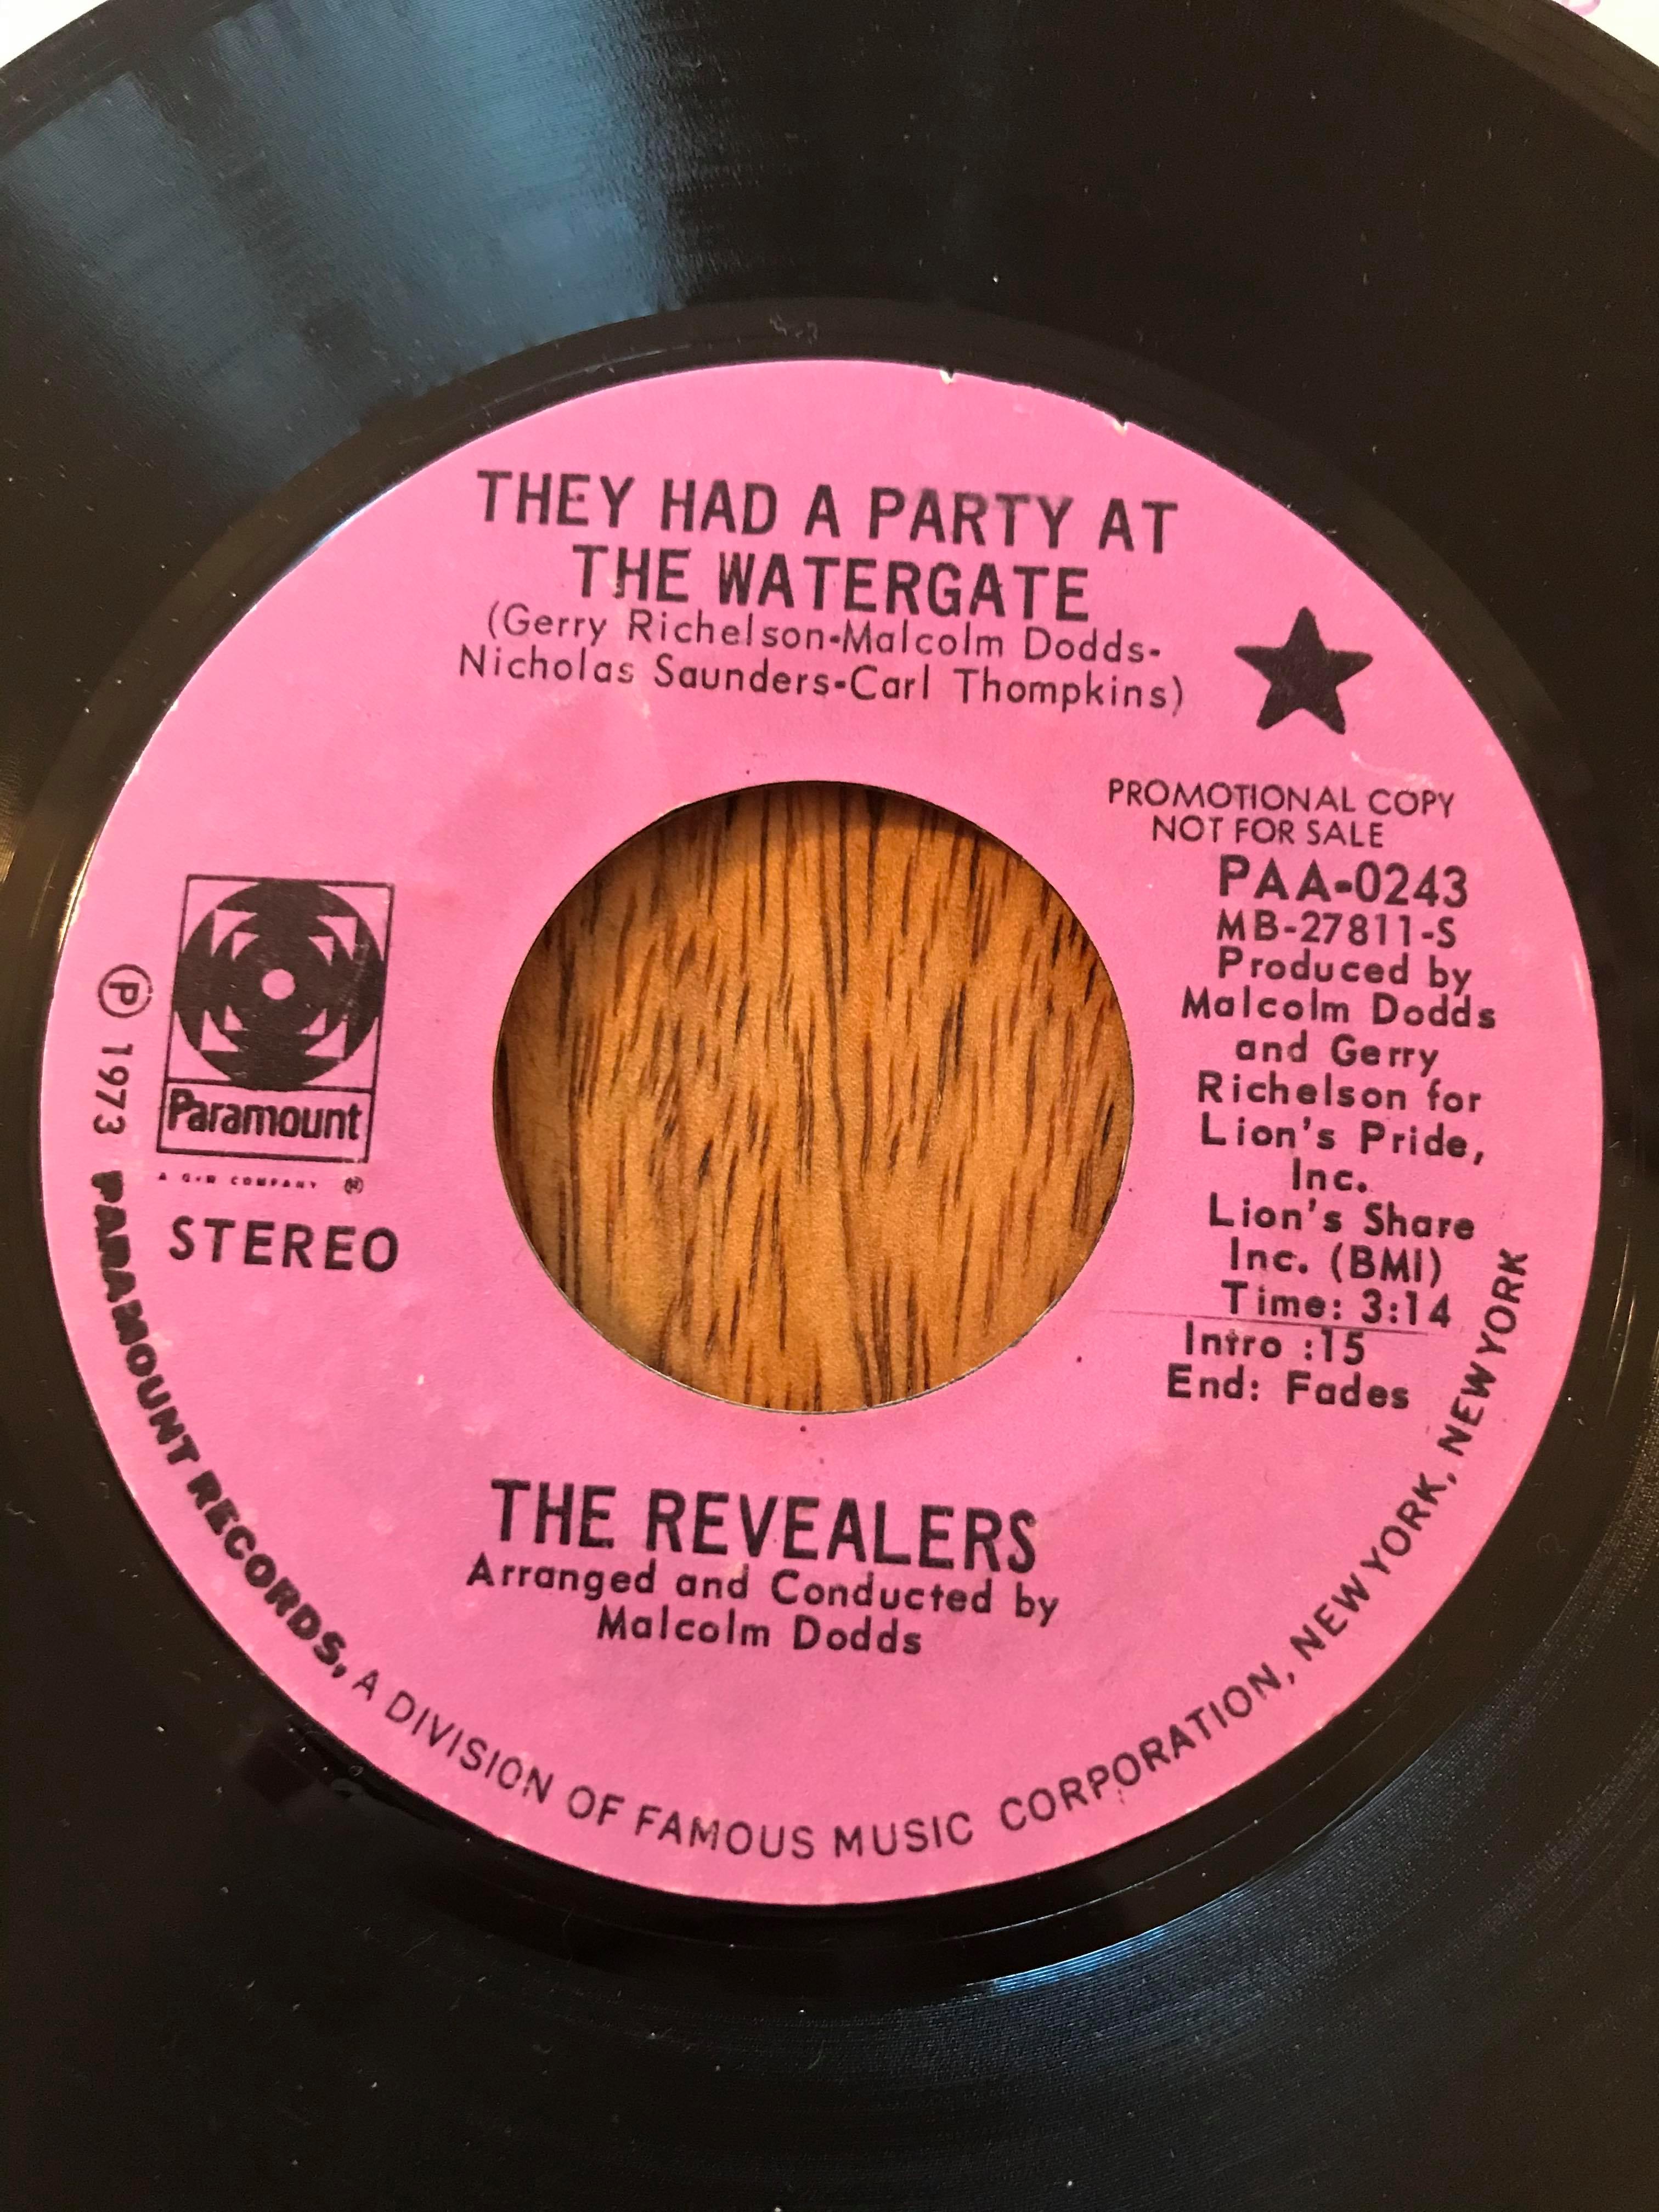 THEY HAD A PARTY AT
THE WATERGATE
(Gerry Richelson-Malcolm Dodds-
Nicholas Saunders-Carl Thompkins)
PROMOTIONAL COPY
NOT FOR SALE
PAA-0243
MB-27811-S
Produced by
Malcolm Dodds
and Gerry
Richelson for
Lion's Pride,
Inc.
Lion's Share
Inc. (BMI)
Time: 3:14
Intro :15
End: Fades
Paramount
A G+W COMPANY
STEREO
THE REVEALERS
Arranged and Conducted by
Malcolm Dodds
Ⓟ 1973 PARAMOUNT RECORDS, A DIVISION OF FAMOUS MUSIC CORPORATION, NEW YORK, NEW YORK